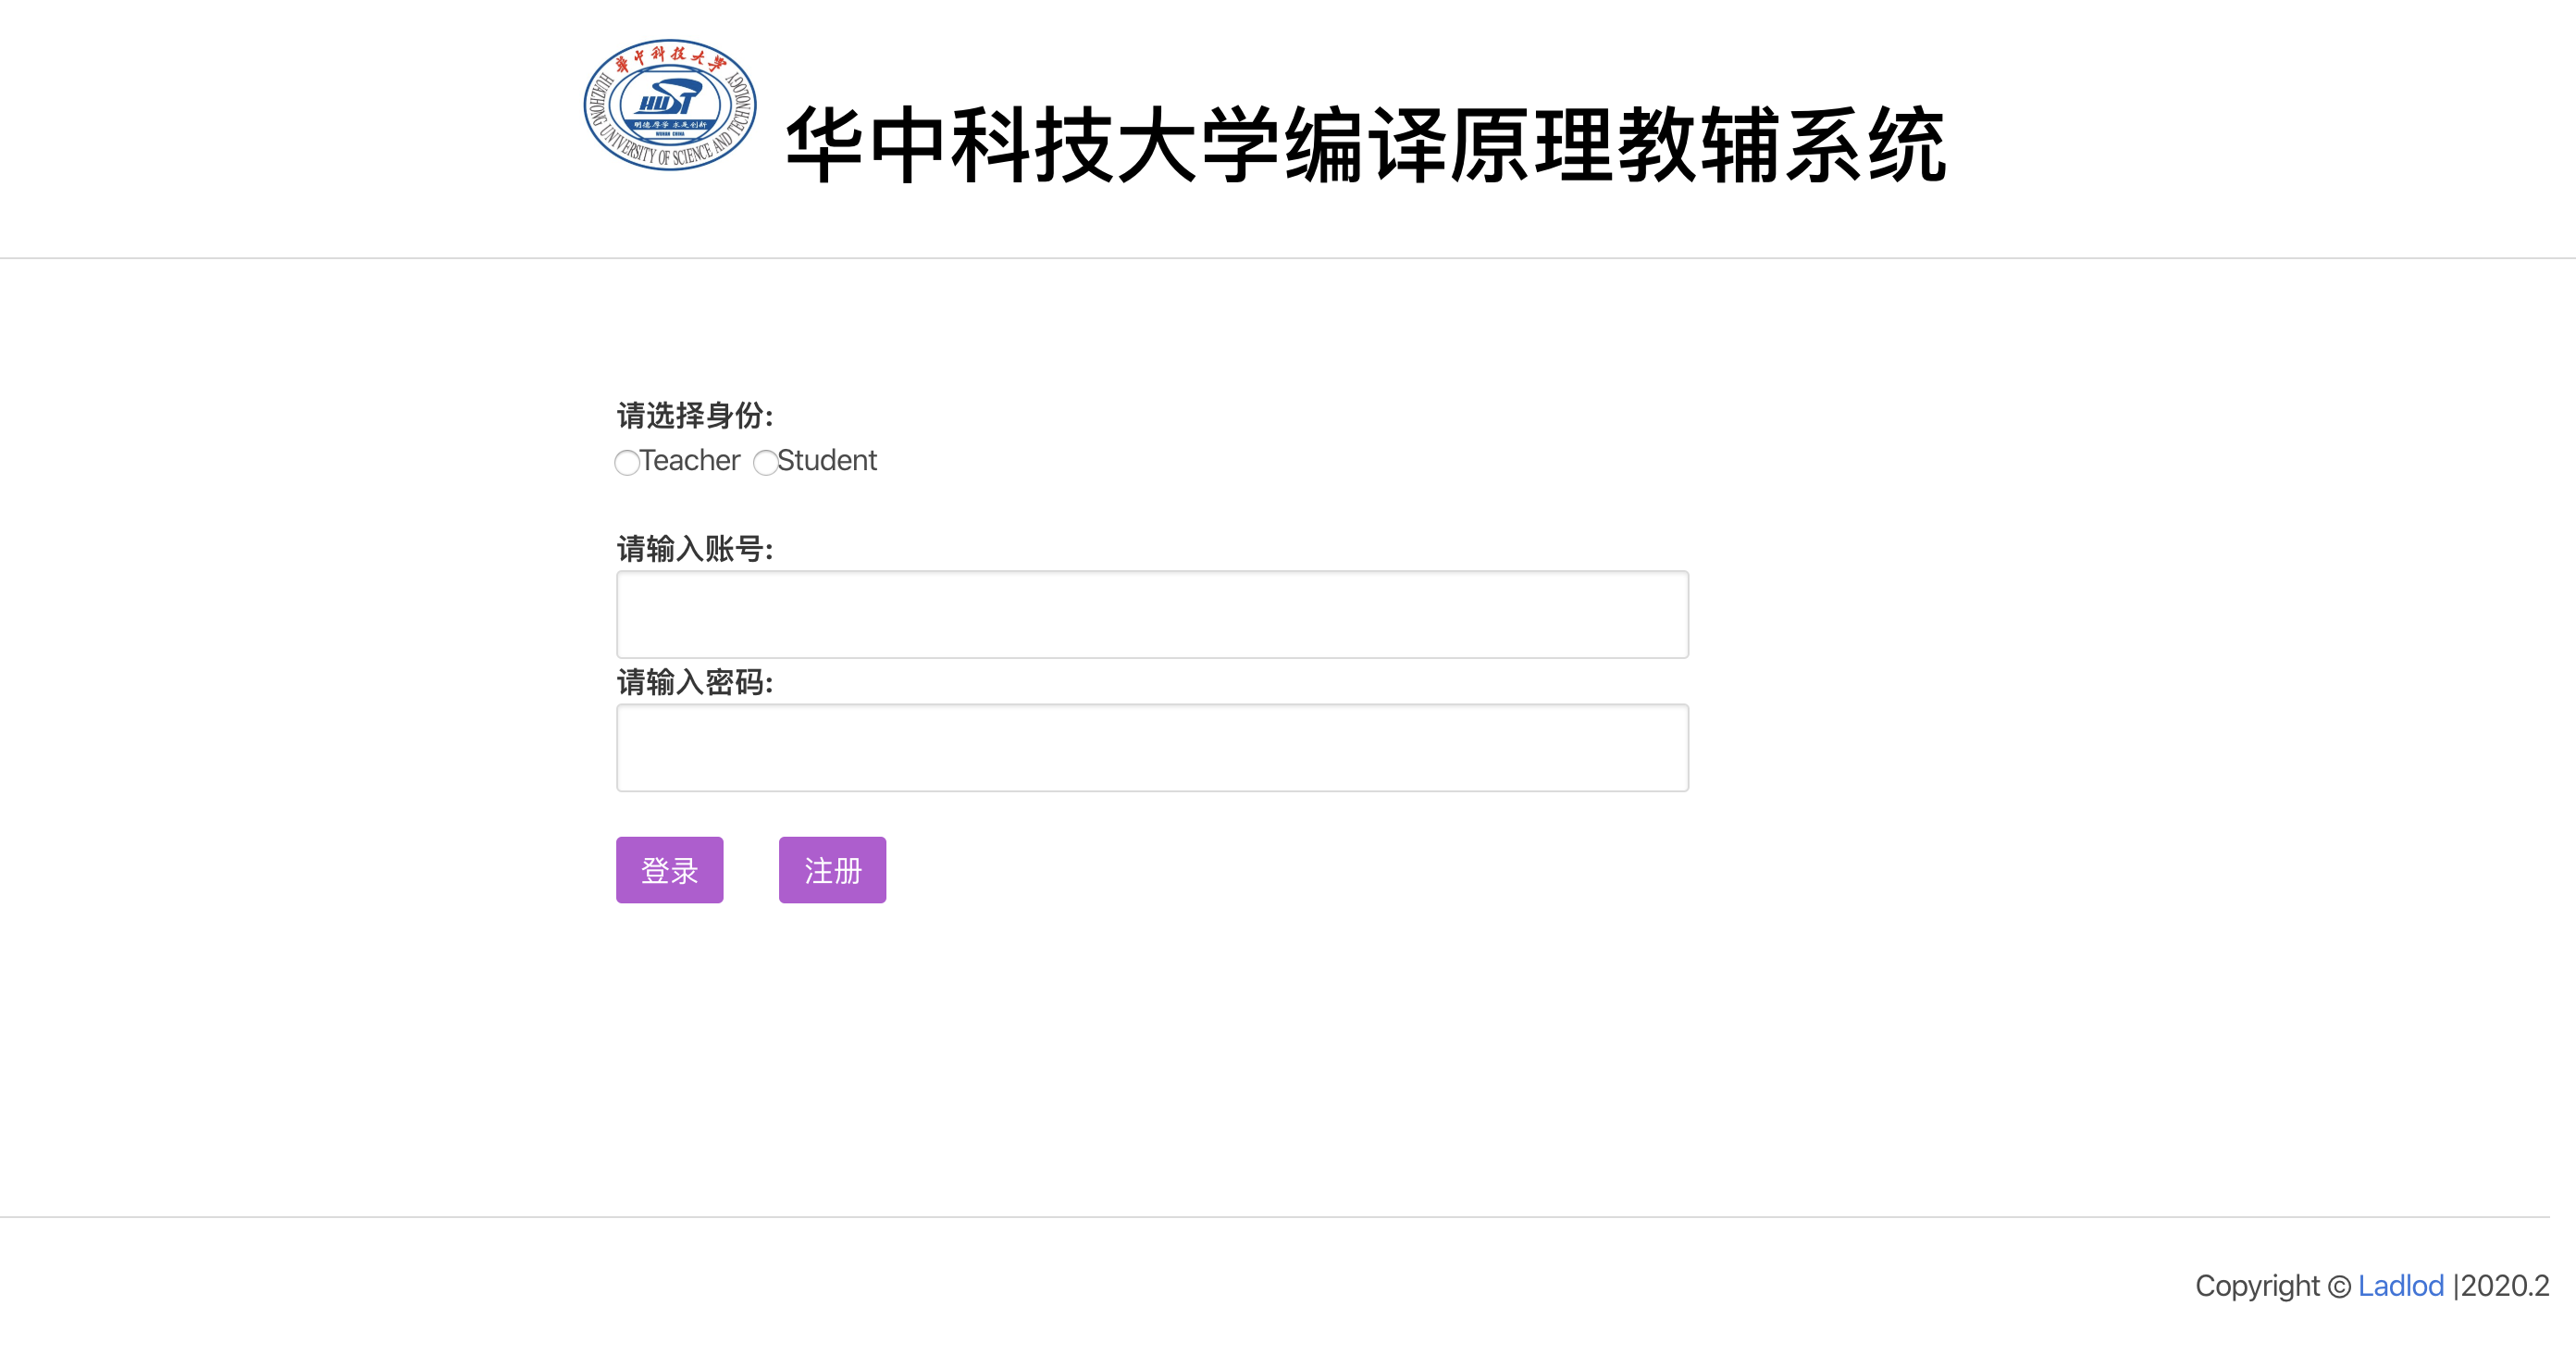 華中科技大学
HUAZHONG UNIVERSITY OF SCIENCE AND TECHNOLOGY
HUST
明德厚学 求是创新
WUHAN CHINA
华中科技大学编译原理教辅系统
请选择身份:
Teacher Student
请输入账号:
请输入密码:
登录 注册
Copyright © Ladlod |2020.2